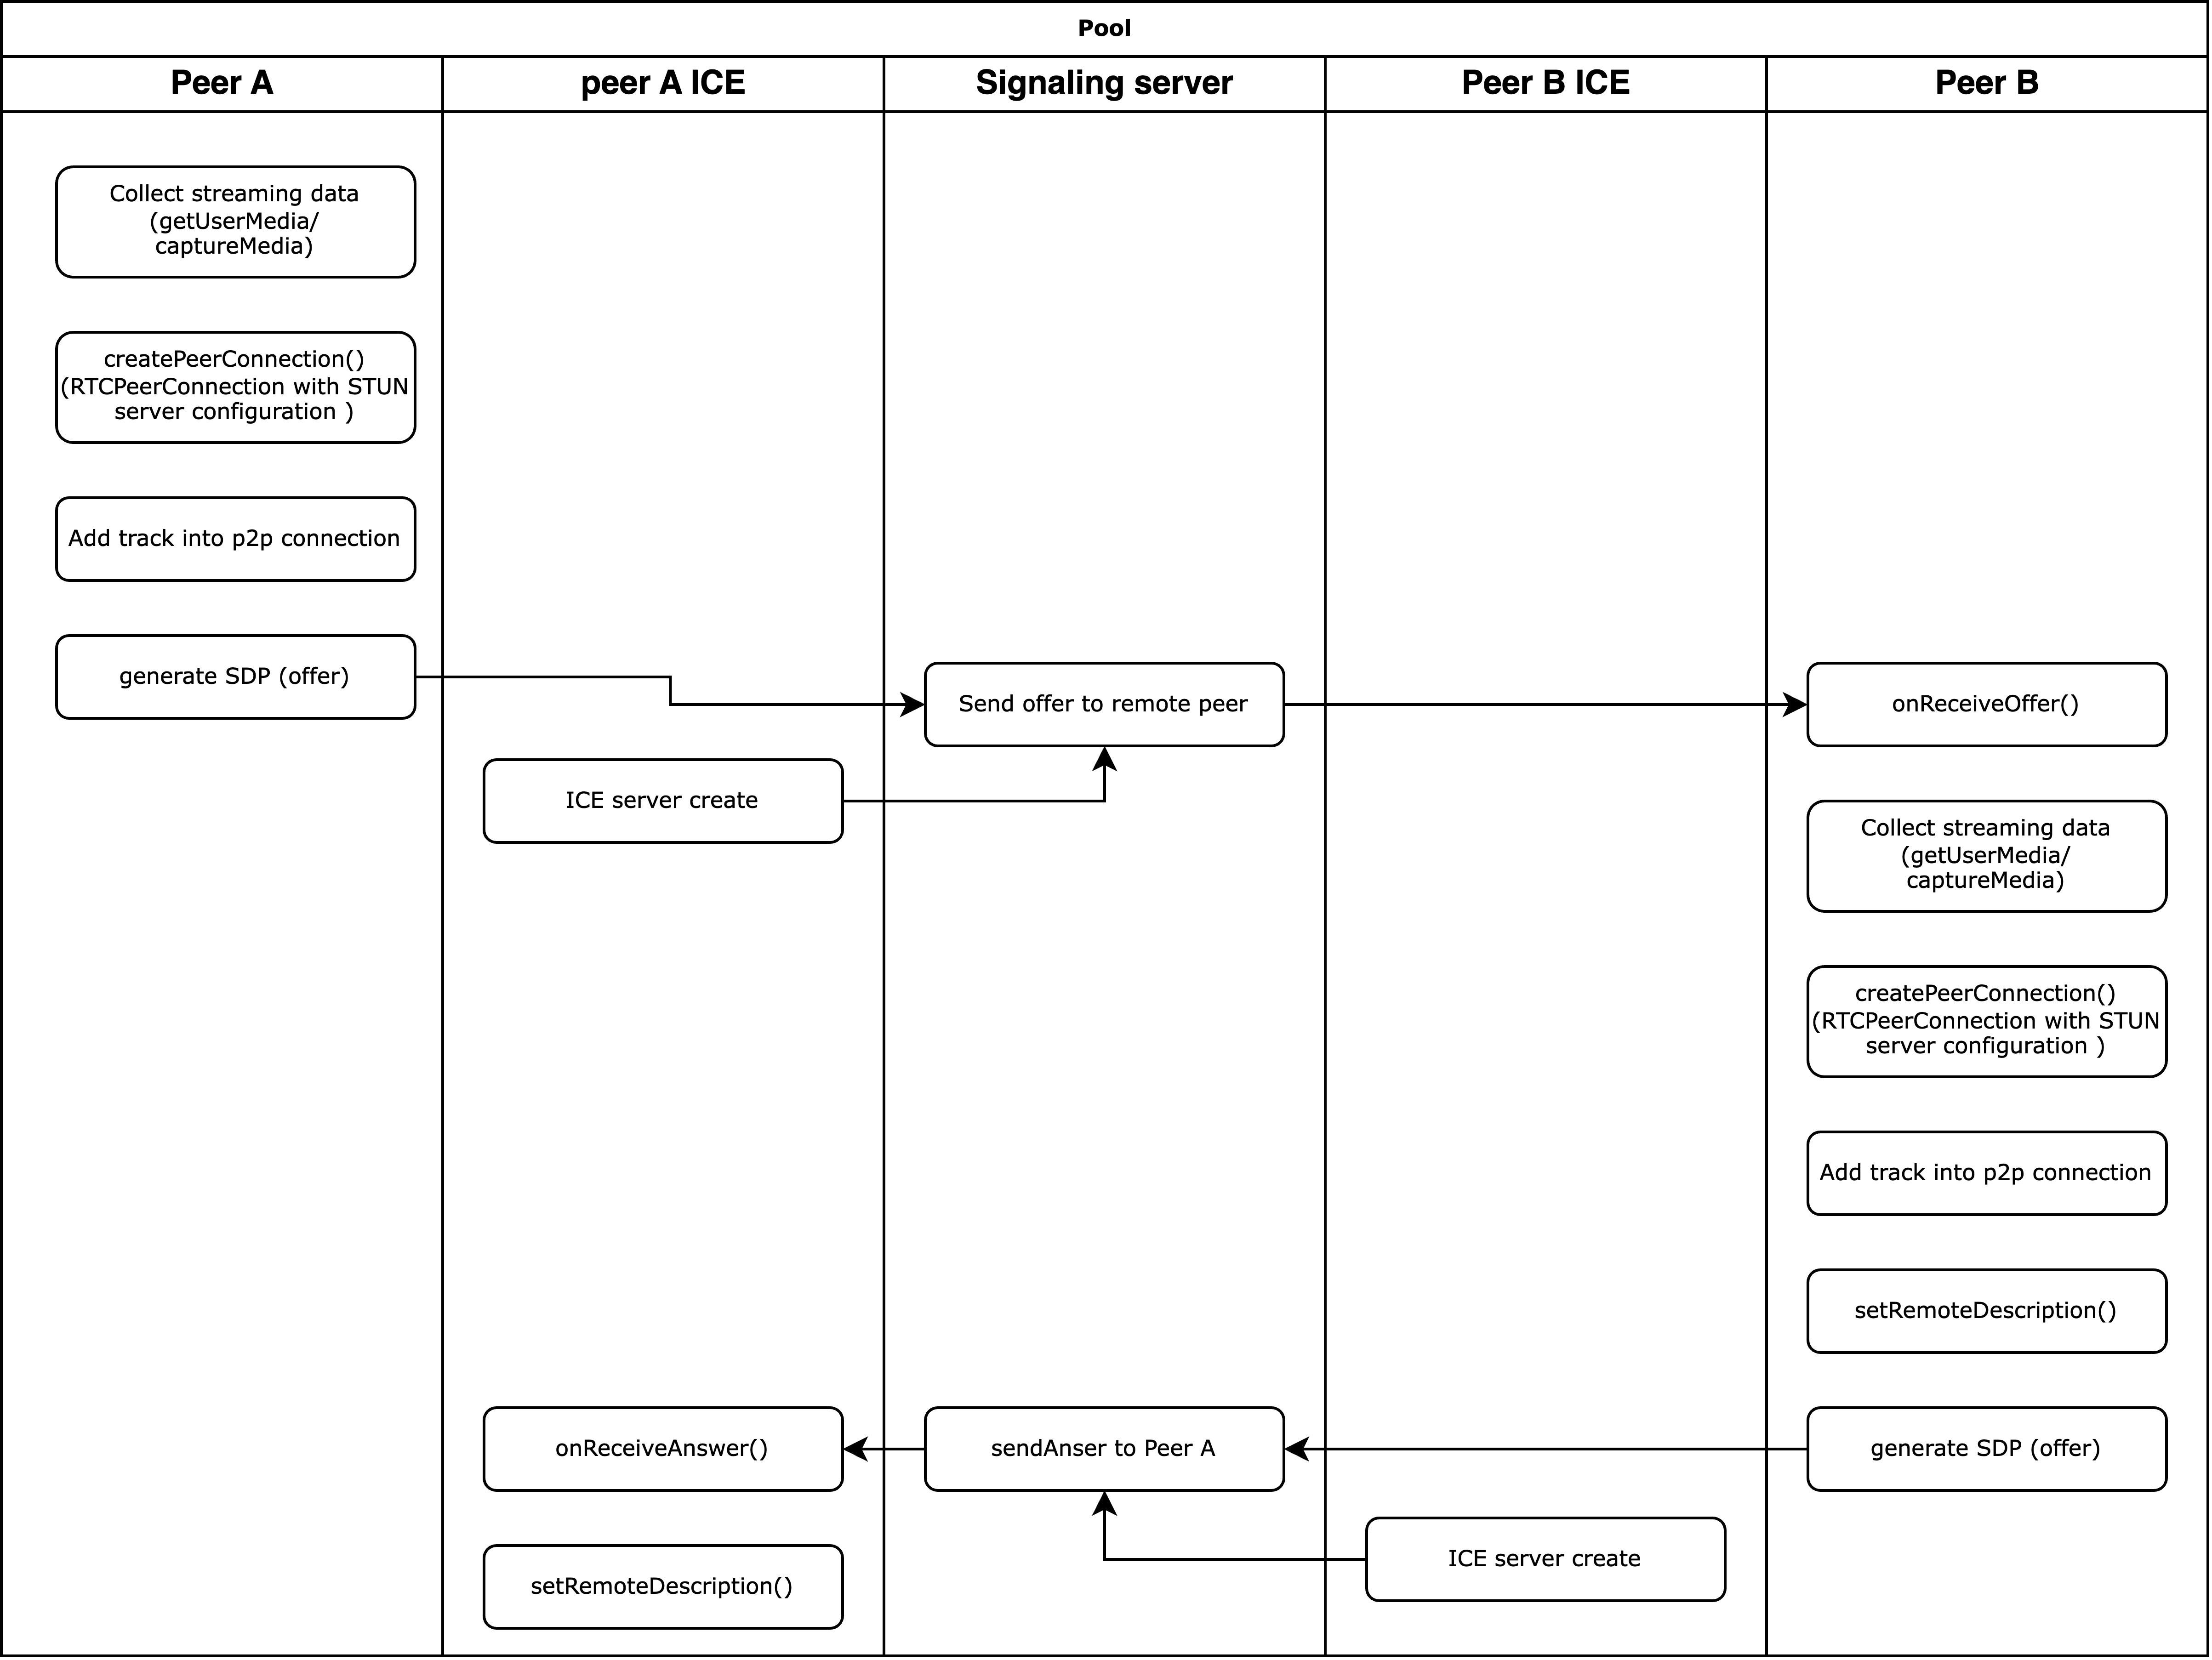 Pool
Peer A
peer A ICE
Signaling server
Peer B ICE
Peer B
Collect streaming data
(getUserMedia/
captureMedia)
createPeerConnection()
(RTCPeerConnection with STUN
server configuration )
Add track into p2p connection
generate SDP (offer)
Send offer to remote peer
onReceiveOffer()
ICE server create
Collect streaming data
(getUserMedia/
captureMedia)
createPeerConnection()
(RTCPeerConnection with STUN
server configuration )
Add track into p2p connection
setRemoteDescription()
onReceiveAnswer()
sendAnser to Peer A
generate SDP (offer)
ICE server create
setRemoteDescription()